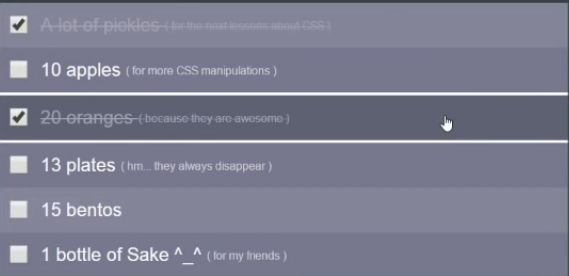 A lot of pickles ( for the next lessons about CSS )
10 apples ( for more CSS manipulations )
20 oranges ( because they are awesome )
13 plates ( hm... they always disappear )
15 bentos
1 bottle of Sake ^_^ ( for my friends )